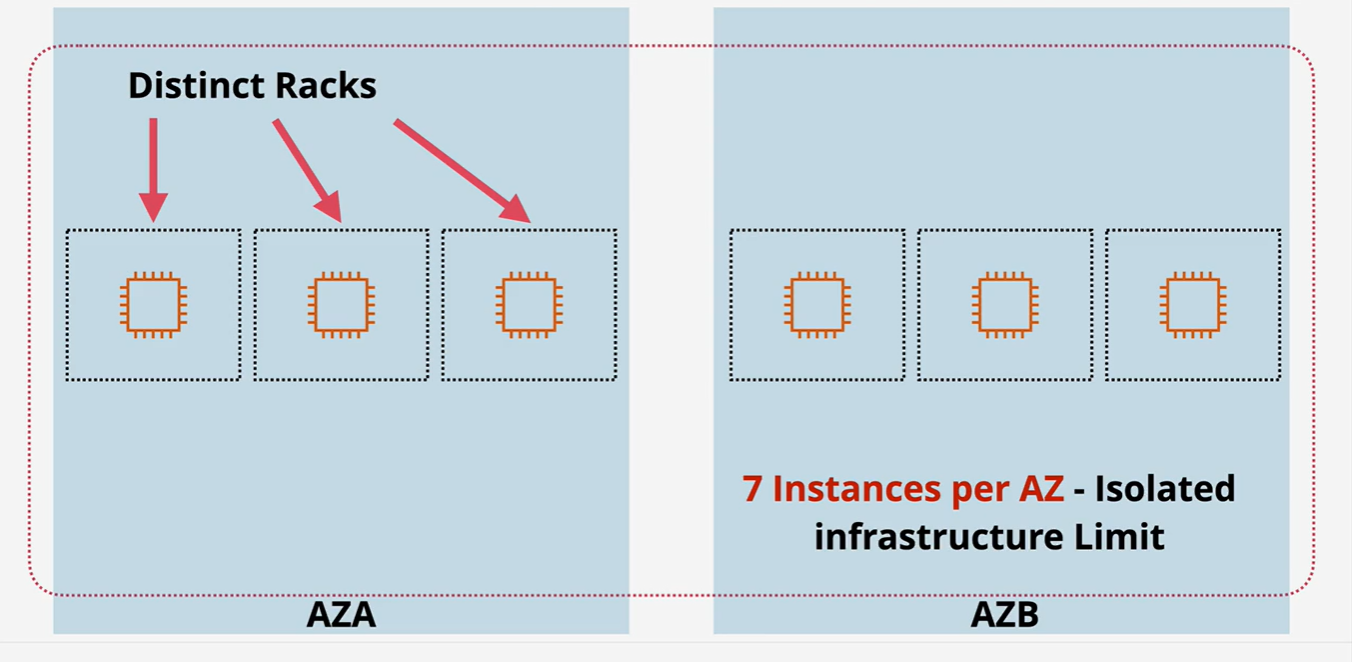 Distinct Racks
7 Instances per AZ - Isolated
infrastructure Limit
AZA
AZB